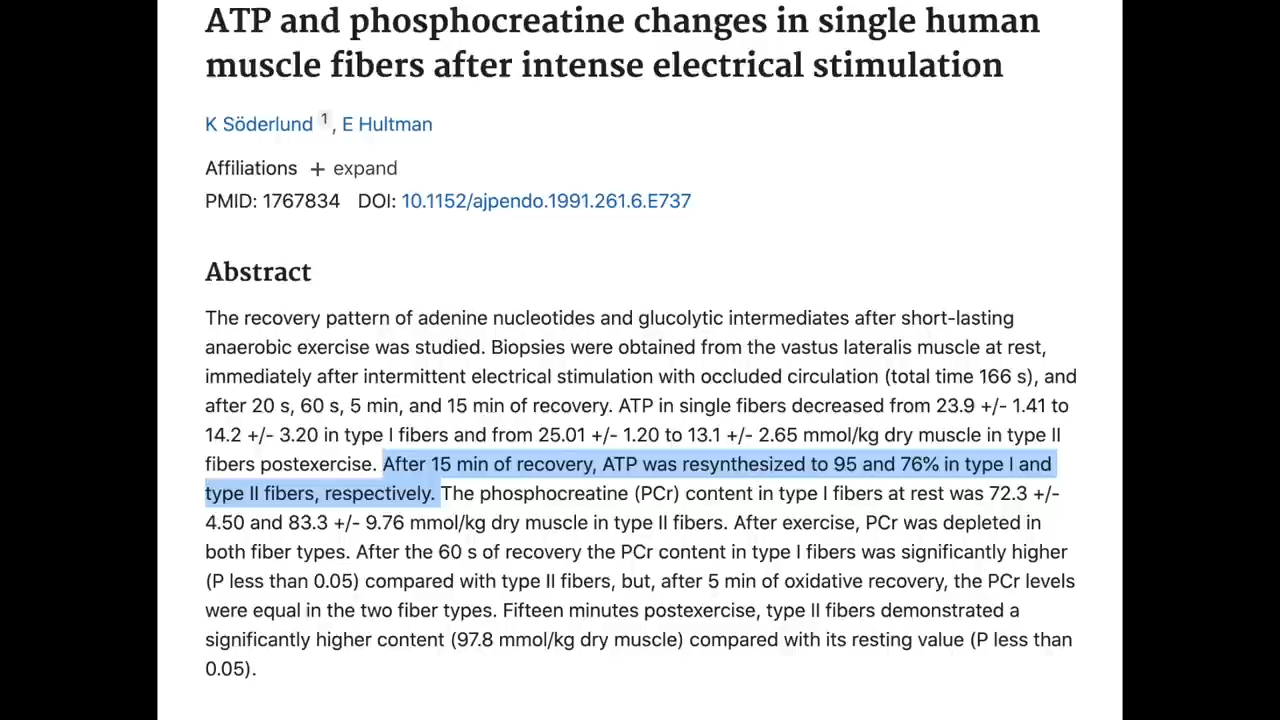 ATP and phosphocreatine changes in single human
muscle fibers after intense electrical stimulation
K Söderlund 1, E Hultman
Affiliations + expand
PMID: 1767834 DOI: 10.1152/ajpendo.1991.261.6.E737
Abstract
The recovery pattern of adenine nucleotides and glucolytic intermediates after short-lasting
anaerobic exercise was studied. Biopsies were obtained from the vastus lateralis muscle at rest,
immediately after intermittent electrical stimulation with occluded circulation (total time 166 s), and
after 20 s, 60 s, 5 min, and 15 min of recovery. ATP in single fibers decreased from 23.9 +/- 1.41 to
14.2 +/- 3.20 in type I fibers and from 25.01 +/- 1.20 to 13.1 +/- 2.65 mmol/kg dry muscle in type II
fibers postexercise. After 15 min of recovery, ATP was resynthesized to 95 and 76% in type I and
type II fibers, respectively. The phosphocreatine (PCr) content in type I fibers at rest was 72.3 +/-
4.50 and 83.3 +/- 9.76 mmol/kg dry muscle in type II fibers. After exercise, PCr was depleted in
both fiber types. After the 60 s of recovery the PCr content in type I fibers was significantly higher
(P less than 0.05) compared with type II fibers, but, after 5 min of oxidative recovery, the PCr levels
were equal in the two fiber types. Fifteen minutes postexercise, type II fibers demonstrated a
significantly higher content (97.8 mmol/kg dry muscle) compared with its resting value (P less than
0.05).